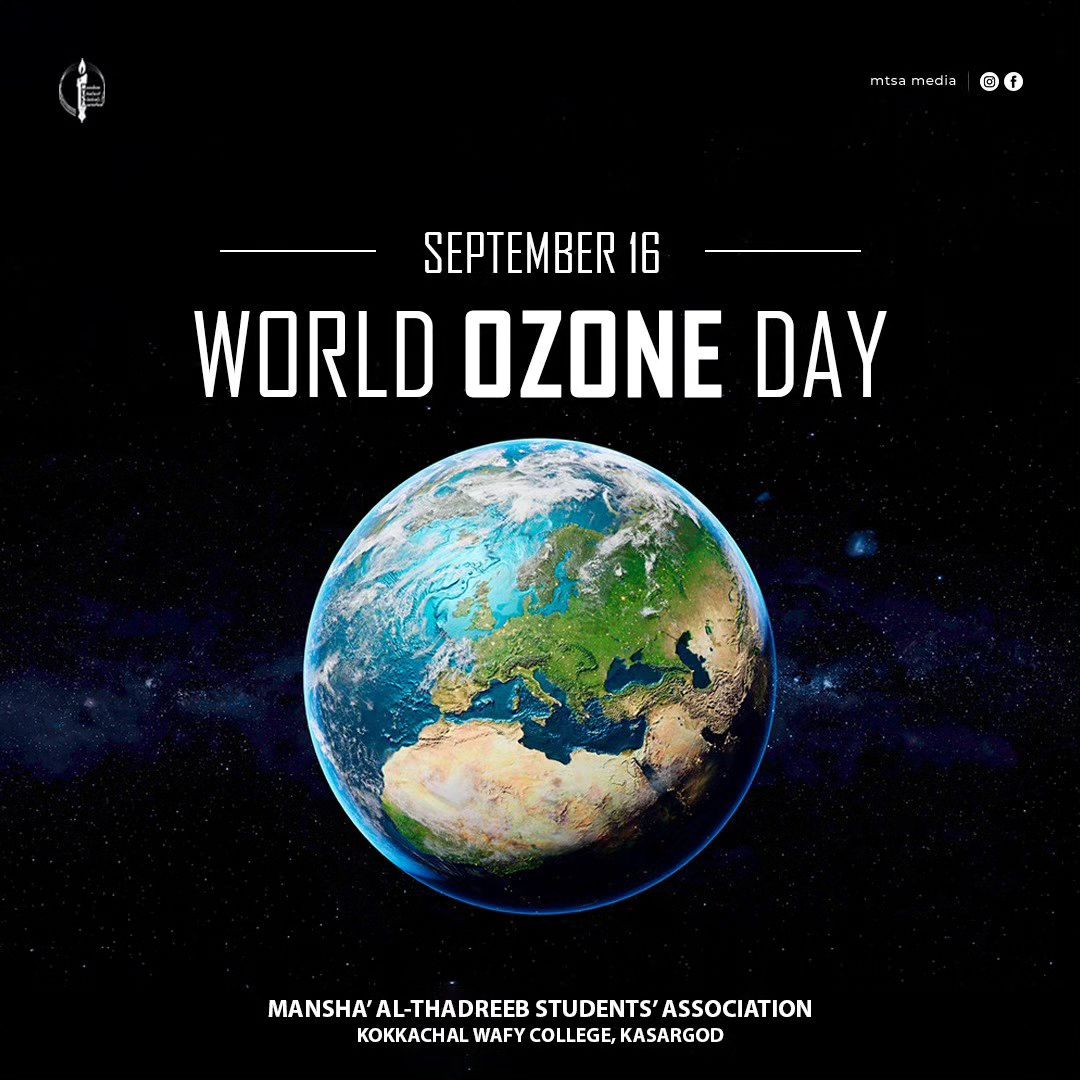 mtsa media
SEPTEMBER 16
WORLD OZONE DAY
MANSHA' AL-THADREEB STUDENTS' ASSOCIATION
KOKKACHAL WAFY COLLEGE, KASARGOD